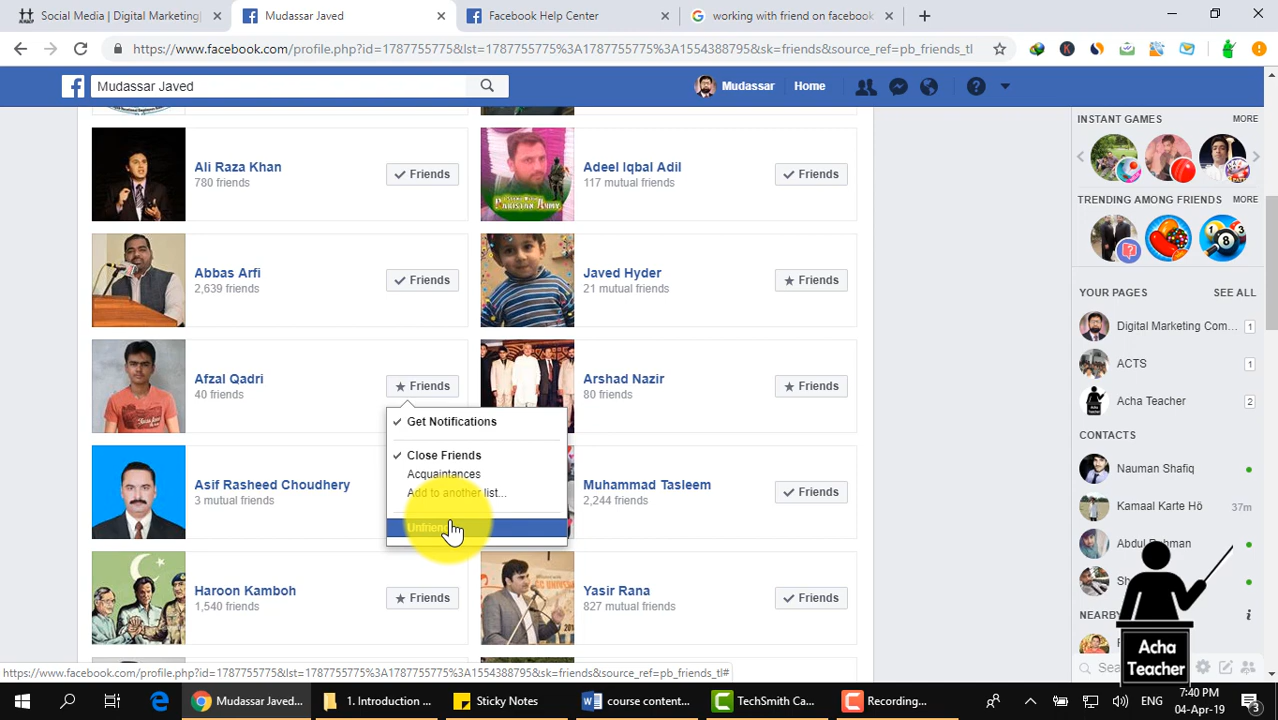 Social Media | Digital Marketing
Mudassar Javed
Facebook Help Center
working with friend on facebook
https://www.facebook.com/profile.php?id=1787755775&lst=1787755775%3A1787755775%3A1554388795&sk=friends&source_ref=pb_friends_tl
Mudassar Javed
Mudassar
Home
Ali Raza Khan
780 friends
Friends
Adeel Iqbal Adil
117 mutual friends
Friends
Abbas Arfi
2,639 friends
Friends
Javed Hyder
21 mutual friends
Friends
Afzal Qadri
40 friends
Friends
Arshad Nazir
80 friends
Friends
Get Notifications
Close Friends
Acquaintances
Add to another list...
Unfriend
Asif Rasheed Choudhery
3 mutual friends
Muhammad Tasleem
2,244 friends
Friends
Haroon Kamboh
1,540 friends
Friends
Yasir Rana
827 mutual friends
Friends
INSTANT GAMES
MORE
TRENDING AMONG FRIENDS
MORE
YOUR PAGES
SEE ALL
Digital Marketing Com...
1
ACTS
1
Acha Teacher
2
CONTACTS
Nauman Shafiq
Kamaal Karte Hö
37m
Abdul Rehman
NEARBY
Acha
Teacher
https://www.facebook.com/profile.php?id=1787755775&lst=1787755775%3A1787755775%3A1554388795&sk=friends&source_ref=pb_friends_tl#
Mudassar Javed...
1. Introduction ...
Sticky Notes
course content...
TechSmith Ca...
Recording...
ENG
7:40 PM
04-Apr-19
3